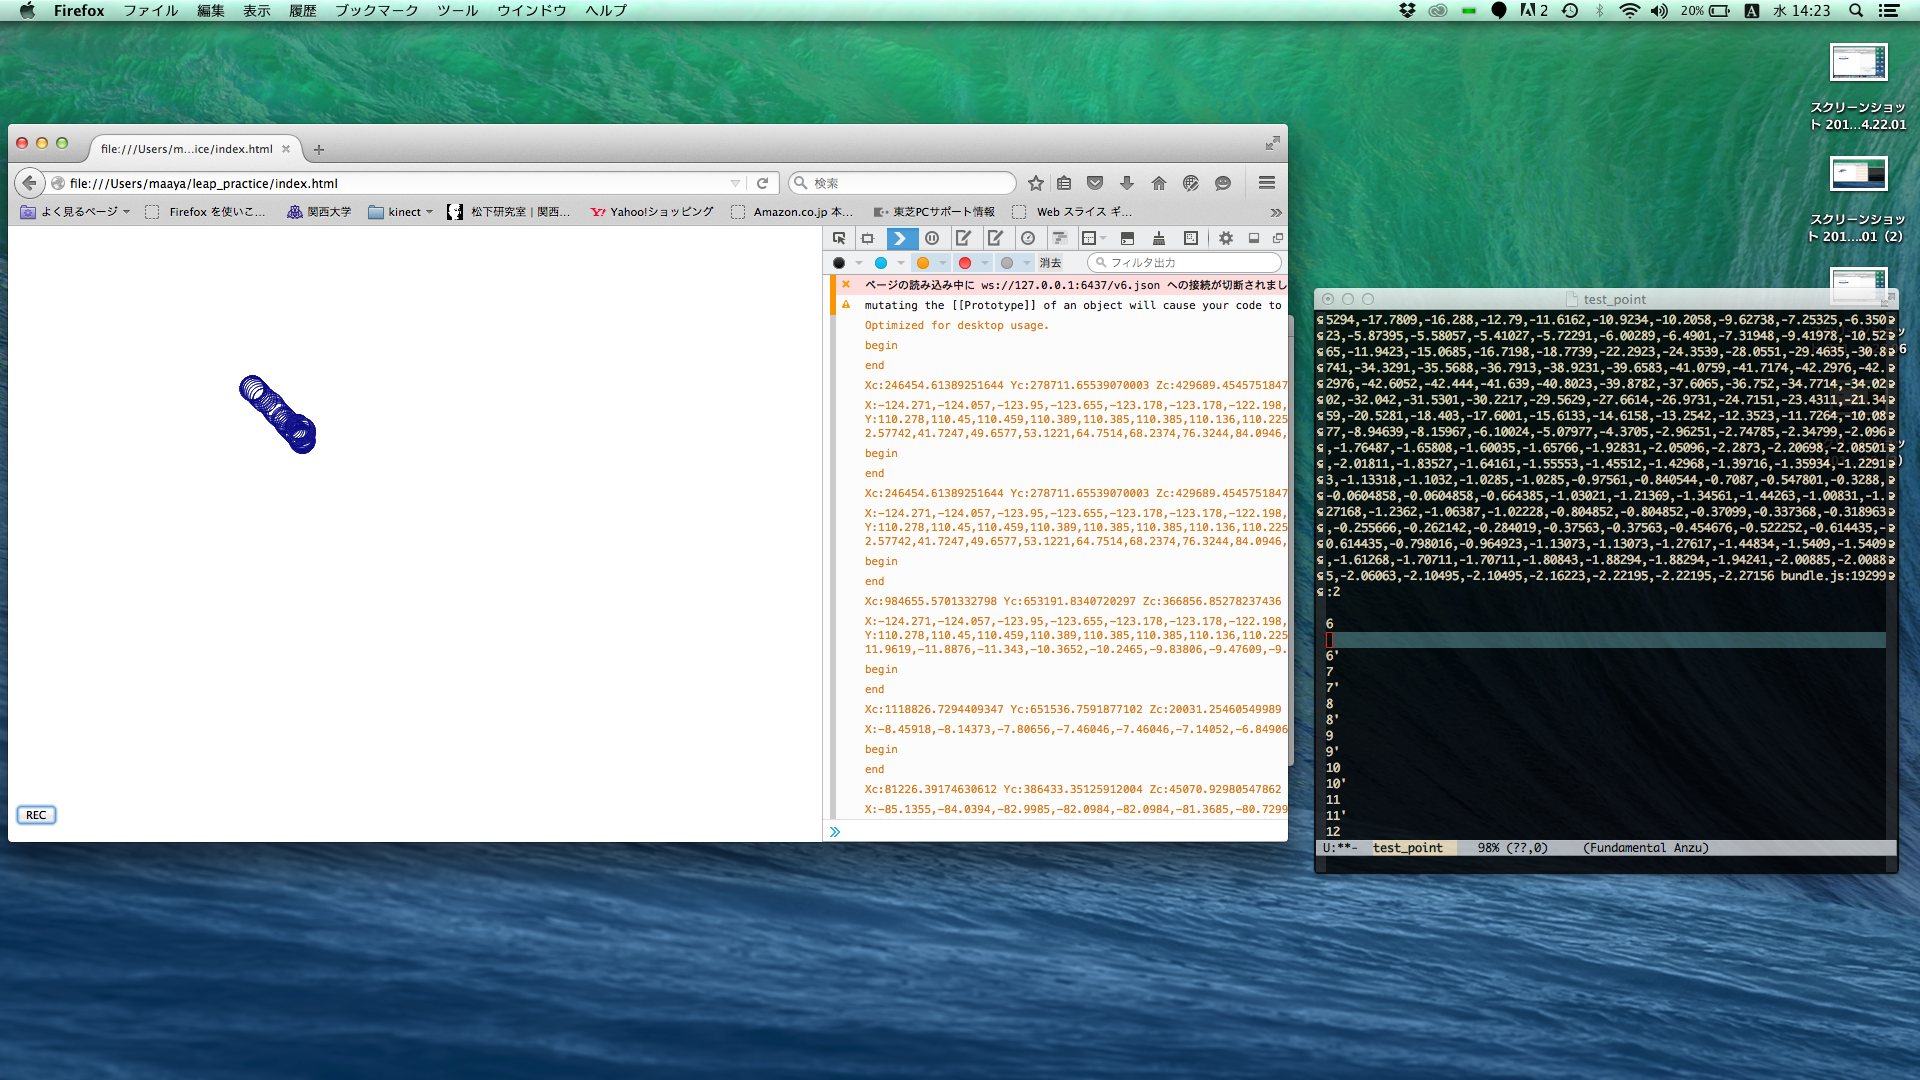 Firefox ファイル 編集 表示 履歴 ブックマーク ツール ウインドウ ヘルプ
2 20% A 水 14:23
スクリーンショッ
ト 201...4.22.01
スクリーンショッ
ト 201....01 (2)
file:///Users/m...ice/index.html
file:///Users/maaya/leap_practice/index.html
検索
よく見るページ Firefox を使いこ... 関西大学 kinect 松下研究室 | 関西... Yahoo!ショッピング Amazon.co.jp 本... 東芝PCサポート情報 Web スライス ギ...
消去 フィルタ出力
ページの読み込み中に ws://127.0.0.1:6437/v6.json への接続が切断されまし
mutating the [[Prototype]] of an object will cause your code to
Optimized for desktop usage.
begin
end
Xc:246454.61389251644 Yc:278711.65539070003 Zc:429689.4545751847
X:-124.271,-124.057,-123.95,-123.655,-123.178,-123.178,-122.198,
Y:110.278,110.45,110.459,110.389,110.385,110.385,110.136,110.225
2.57742,41.7247,49.6577,53.1221,64.7514,68.2374,76.3244,84.0946,
begin
end
Xc:246454.61389251644 Yc:278711.65539070003 Zc:429689.4545751847
X:-124.271,-124.057,-123.95,-123.655,-123.178,-123.178,-122.198,
Y:110.278,110.45,110.459,110.389,110.385,110.385,110.136,110.225
2.57742,41.7247,49.6577,53.1221,64.7514,68.2374,76.3244,84.0946,
begin
end
Xc:984655.5701332798 Yc:653191.8340720297 Zc:366856.85278237436
X:-124.271,-124.057,-123.95,-123.655,-123.178,-123.178,-122.198,
Y:110.278,110.45,110.459,110.389,110.385,110.385,110.136,110.225
11.9619,-11.8876,-11.343,-10.3652,-10.2465,-9.83806,-9.47609,-9.
begin
end
Xc:1118826.7294409347 Yc:651536.7591877102 Zc:20031.25460549989
X:-8.45918,-8.14373,-7.80656,-7.46046,-7.46046,-7.14052,-6.84906
begin
end
Xc:81226.39174630612 Yc:386433.35125912004 Zc:45070.92980547862
X:-85.1355,-84.0394,-82.9985,-82.0984,-82.0984,-81.3685,-80.7299
REC
test_point
5294,-17.7809,-16.288,-12.79,-11.6162,-10.9234,-10.2058,-9.62738,-7.25325,-6.350
23,-5.87395,-5.58057,-5.41027,-5.72291,-6.00289,-6.4901,-7.31948,-9.41978,-10.52
65,-11.9423,-15.0685,-16.7198,-18.7739,-22.2923,-24.3539,-28.0551,-29.4635,-30.8
741,-34.3291,-35.5688,-36.7913,-38.9231,-39.6583,-41.0759,-41.7174,-42.2976,-42.
2976,-42.6052,-42.444,-41.639,-40.8023,-39.8782,-37.6065,-36.752,-34.7714,-34.02
02,-32.042,-31.5301,-30.2217,-29.5629,-27.6614,-26.9731,-24.7151,-23.4311,-21.34
59,-20.5281,-18.403,-17.6001,-15.6133,-14.6158,-13.2542,-12.3523,-11.7264,-10.08
77,-8.94639,-8.15967,-6.10024,-5.07977,-4.3705,-2.96251,-2.74785,-2.34799,-2.096
,-1.76487,-1.65808,-1.60035,-1.65766,-1.92831,-2.05096,-2.2873,-2.20698,-2.08501
,-2.01811,-1.83527,-1.64161,-1.55553,-1.45512,-1.42968,-1.39716,-1.35934,-1.2291
3,-1.13318,-1.1032,-1.0285,-1.0285,-0.97561,-0.840544,-0.7087,-0.547801,-0.3288,
-0.0604858,-0.0604858,-0.664385,-1.03021,-1.21369,-1.34561,-1.44263,-1.00831,-1.
27168,-1.2362,-1.06387,-1.02228,-0.804852,-0.804852,-0.37099,-0.337368,-0.318963
,-0.255666,-0.262142,-0.284019,-0.37563,-0.37563,-0.454676,-0.522252,-0.614435,-
0.614435,-0.798016,-0.964923,-1.13073,-1.13073,-1.27617,-1.44834,-1.5409,-1.5409
,-1.61268,-1.70711,-1.70711,-1.80843,-1.88294,-1.88294,-1.94241,-2.00885,-2.0088
5,-2.06063,-2.10495,-2.10495,-2.16223,-2.22195,-2.22195,-2.27156 bundle.js:19299
:2
6
6'
7
7'
8
8'
9
9'
10
10'
11
11'
12
U:**- test_point 98% (??,0) (Fundamental Anzu)